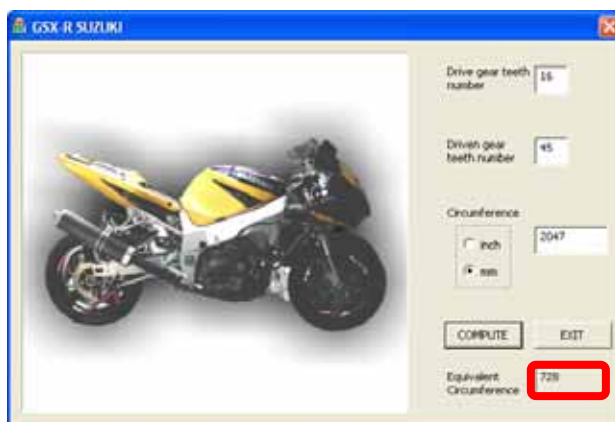 GSX-R SUZUKI
Drive gear teeth
number
16
Driven gear
teeth number
45
Circumference
inch
mm
2047
COMPUTE
EXIT
Equivalent
Circumference
728